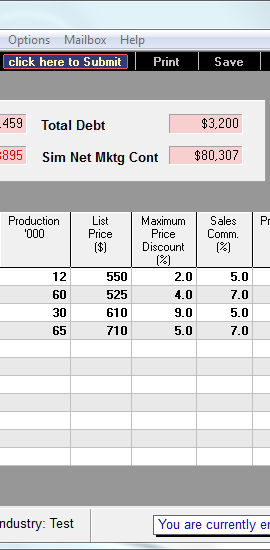 Options Mailbox Help
click here to Submit Print Save
.459 Total Debt $3,200
$895 Sim Net Mktg Cont $80,307
Production '000 List Price ($) Maximum Price Discount (%) Sales Comm. (%)
12 550 2.0 5.0
60 525 4.0 7.0
30 610 9.0 5.0
65 710 5.0 7.0
ndustry: Test You are currently